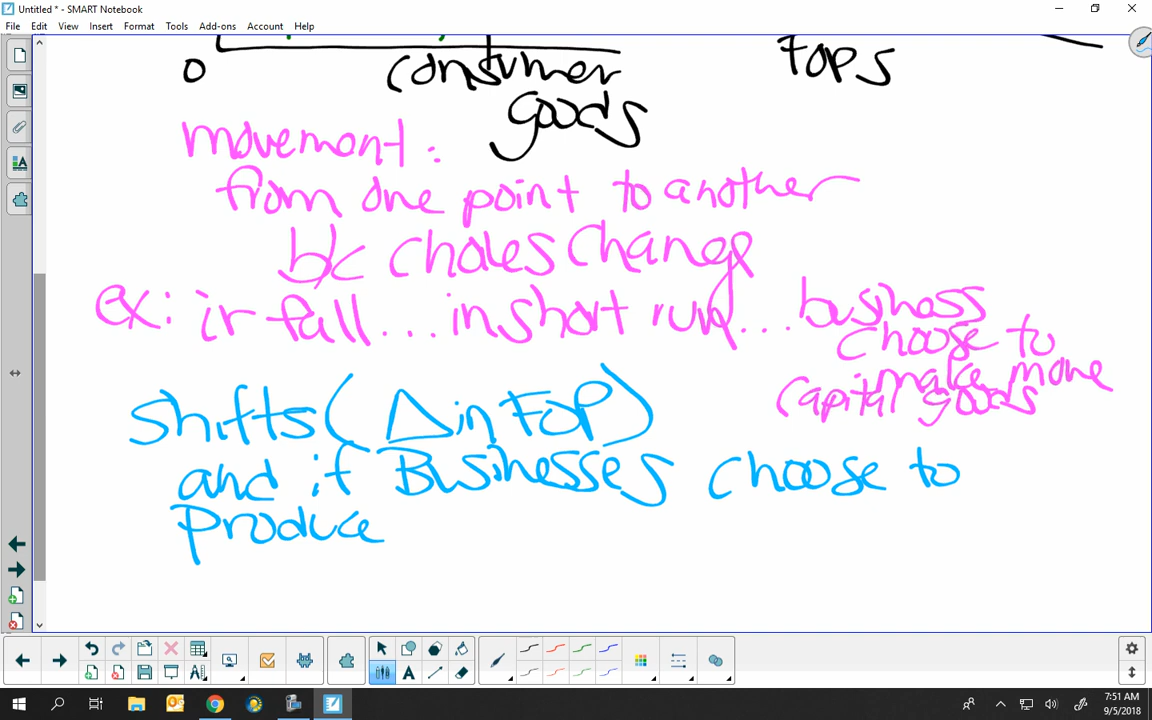 Untitled * - SMART Notebook
File Edit View Insert Format Tools Add-ons Account Help
0 consumer
goods
FOPS
movement :
from one point to another
b/c choices change
ex: ir fall... in short run... business
choose to
make more
capital goods
shifts (Δ in FOP)
and if Businesses choose to
produce
7:51 AM
9/5/2018